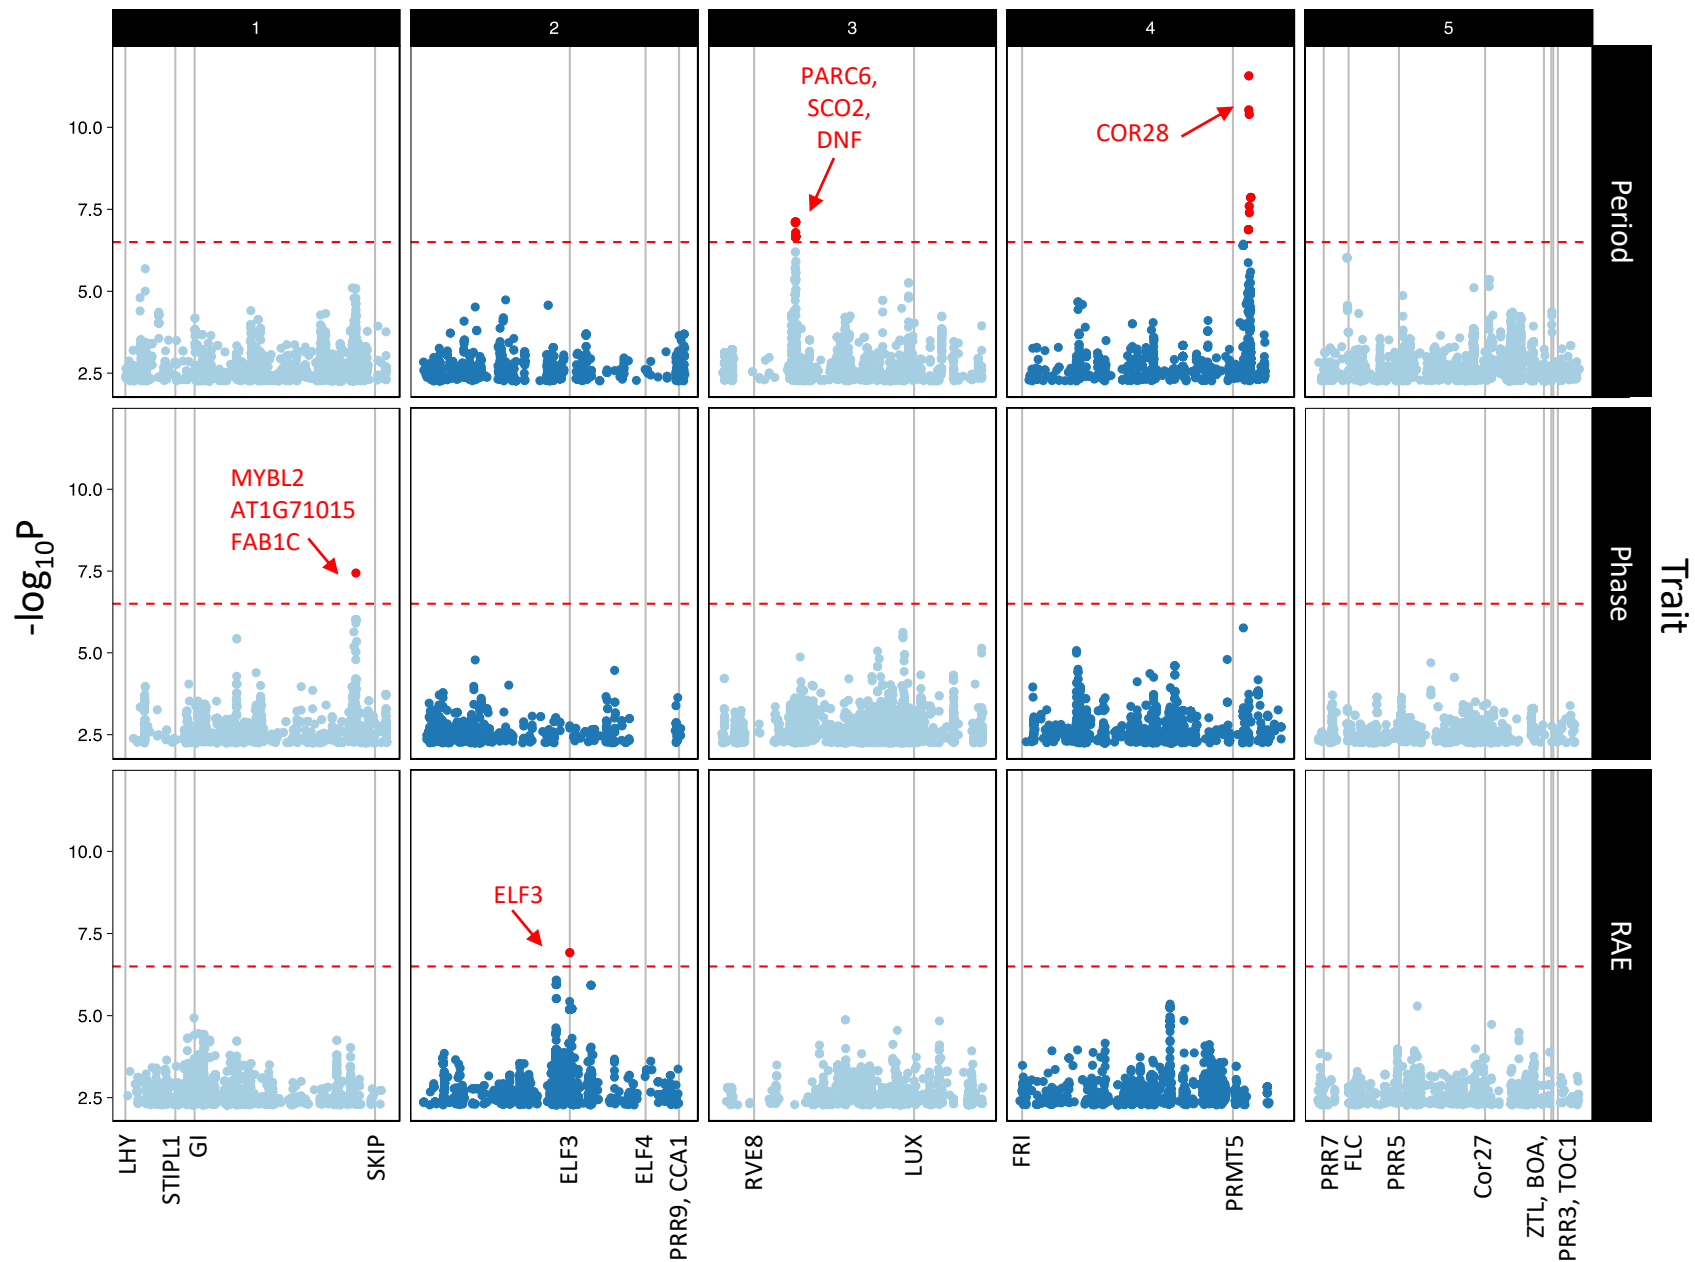 1
2
3
4
5
PARC6,
SCO2,
DNF
COR28
10.0
7.5
5.0
2.5
Period
MYBL2
AT1G71015
FAB1C
10.0
7.5
5.0
2.5
Phase
-log10P
Trait
ELF3
10.0
7.5
5.0
2.5
RAE
LHY
STIPL1
GI
SKIP
ELF3
ELF4
PRR9, CCA1
RVE8
LUX
FRI
PRMT5
PRR7
FLC
PRR5
Cor27
ZTL, BOA,
PRR3, TOC1